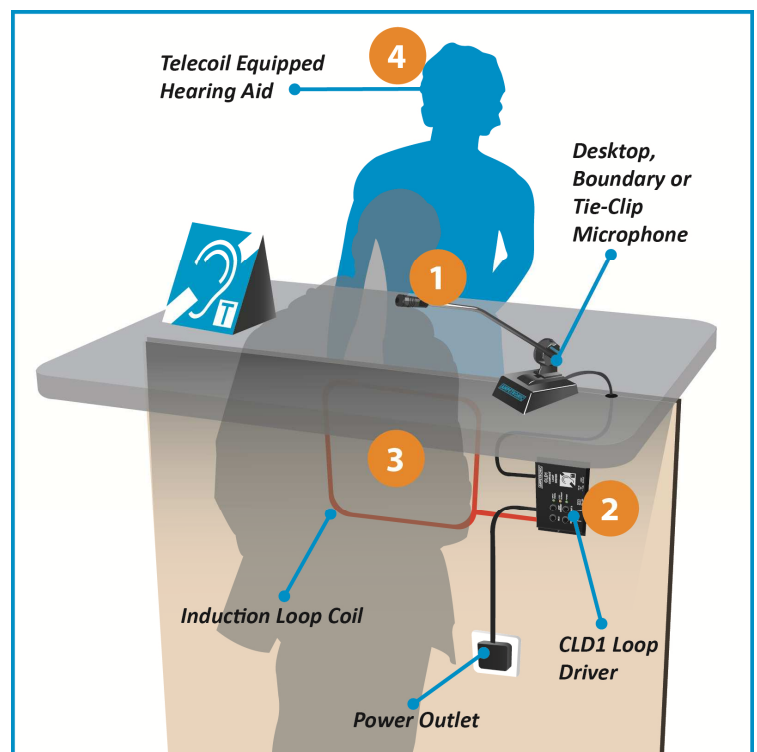 Telecoil Equipped
Hearing Aid
4
Desktop,
Boundary or
Tie-Clip
Microphone
1
T
3
2
Induction Loop Coil
CLD1 Loop
Driver
Power Outlet